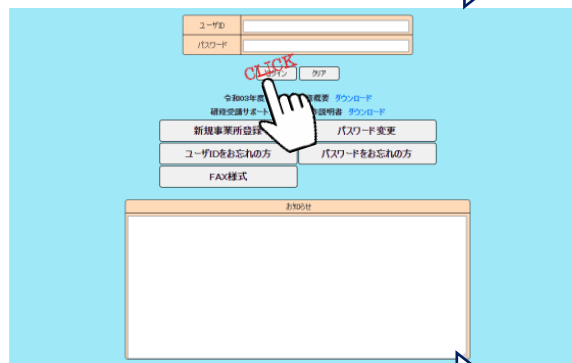 ユーザID
パスワード
CLICK
ログイン クリア
令和03年度 概要 ダウンロード
研修受講サポート 説明書 ダウンロード
新規事業所登録 パスワード変更
ユーザIDをお忘れの方 パスワードをお忘れの方
FAX様式
お知らせ